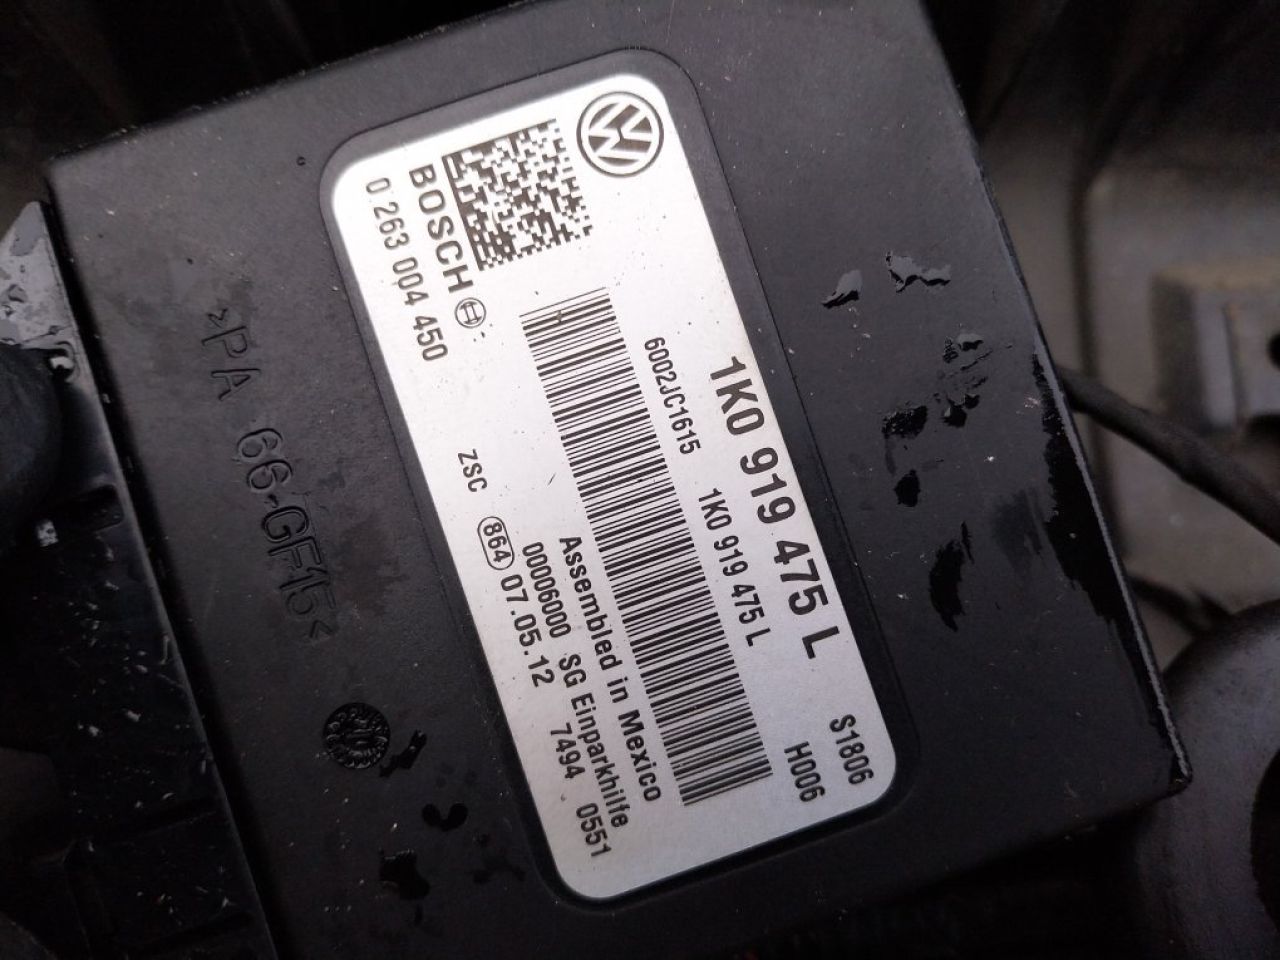 1K0 919 475 L
S1806
6002JC1615
1K0 919 475 L
H006
BOSCH
0 263 004 450
Assembled in Mexico
ZSC
00006000 SG Einparkhilfe
864 07.05.12 7494 0551
>PA 66-GF15<